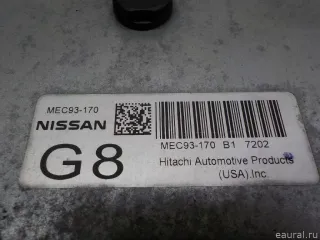 MEC93-170
NISSAN
G8
MEC93-170 B1 7202
Hitachi Automotive Products
(USA).Inc.
eaural.ru